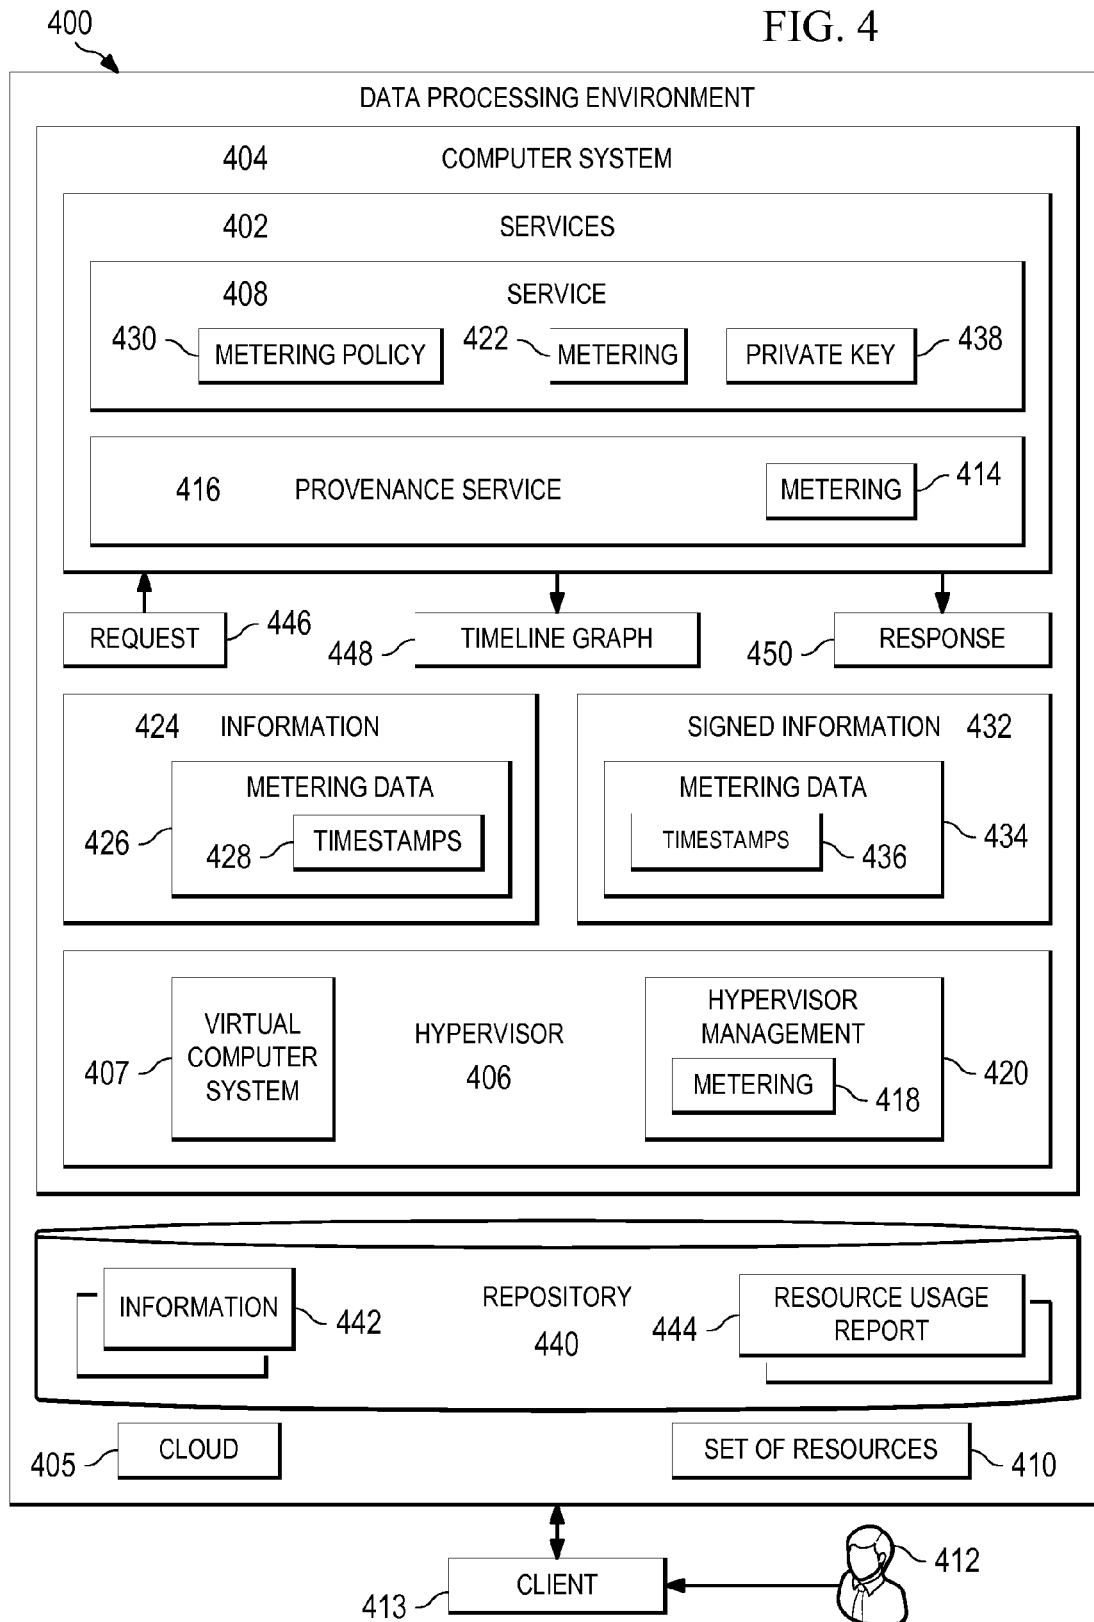 400
FIG. 4
DATA PROCESSING ENVIRONMENT
404 COMPUTER SYSTEM
402 SERVICES
408 SERVICE
430 METERING POLICY 422 METERING PRIVATE KEY 438
416 PROVENANCE SERVICE METERING 414
REQUEST 446 448 TIMELINE GRAPH 450 RESPONSE
424 INFORMATION
METERING DATA
426 428 TIMESTAMPS
SIGNED INFORMATION 432
METERING DATA
TIMESTAMPS 436 434
407 VIRTUAL
COMPUTER
SYSTEM
HYPERVISOR
406
HYPERVISOR
MANAGEMENT
METERING 418 420
INFORMATION 442
REPOSITORY
440
444 RESOURCE USAGE
REPORT
405 CLOUD
SET OF RESOURCES 410
413 CLIENT
412